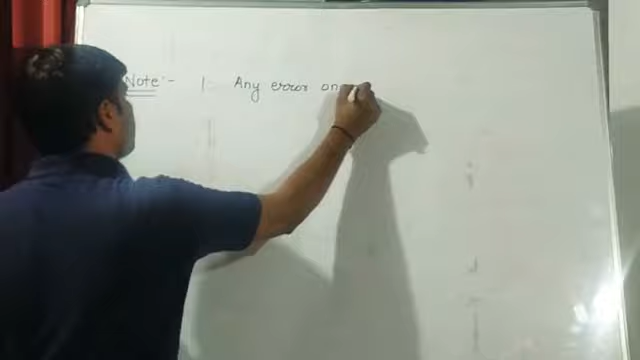 Note :- 1:- Any error on